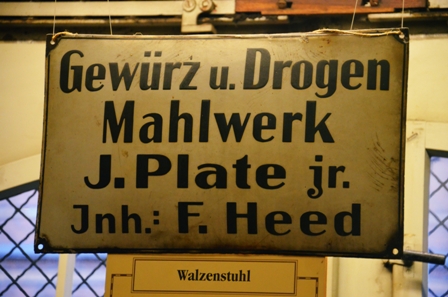 Gewürz u. Drogen
Mahlwerk
J. Plate jr.
Jnh.: F. Heed
Walzenstuhl